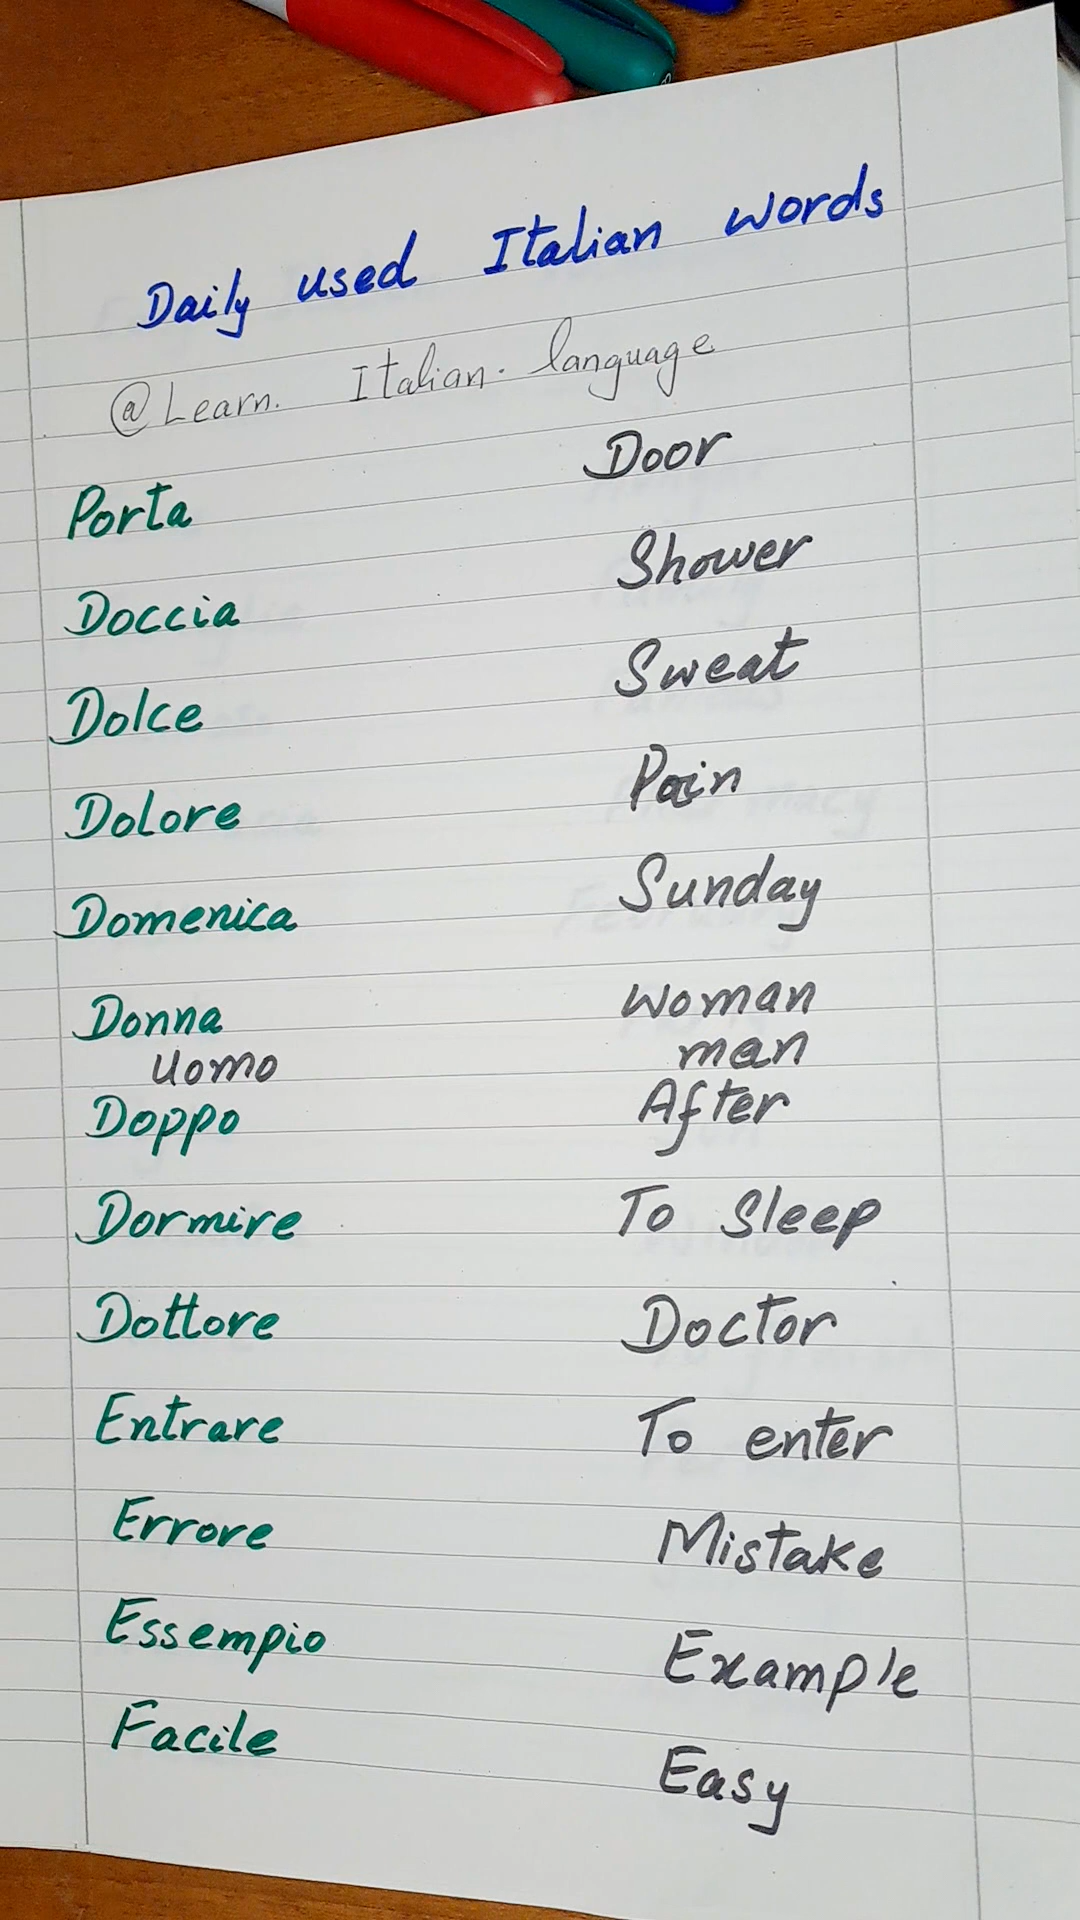 Daily used Italian words
@Learn. Italian. language
Porta Door
Doccia Shower
Dolce Sweat
Dolore Pain
Domenica Sunday
Donna Woman
Uomo man
Doppo After
Dormire To Sleep
Dottore Doctor
Entrare To enter
Errore Mistake
Essempio Example
Facile Easy